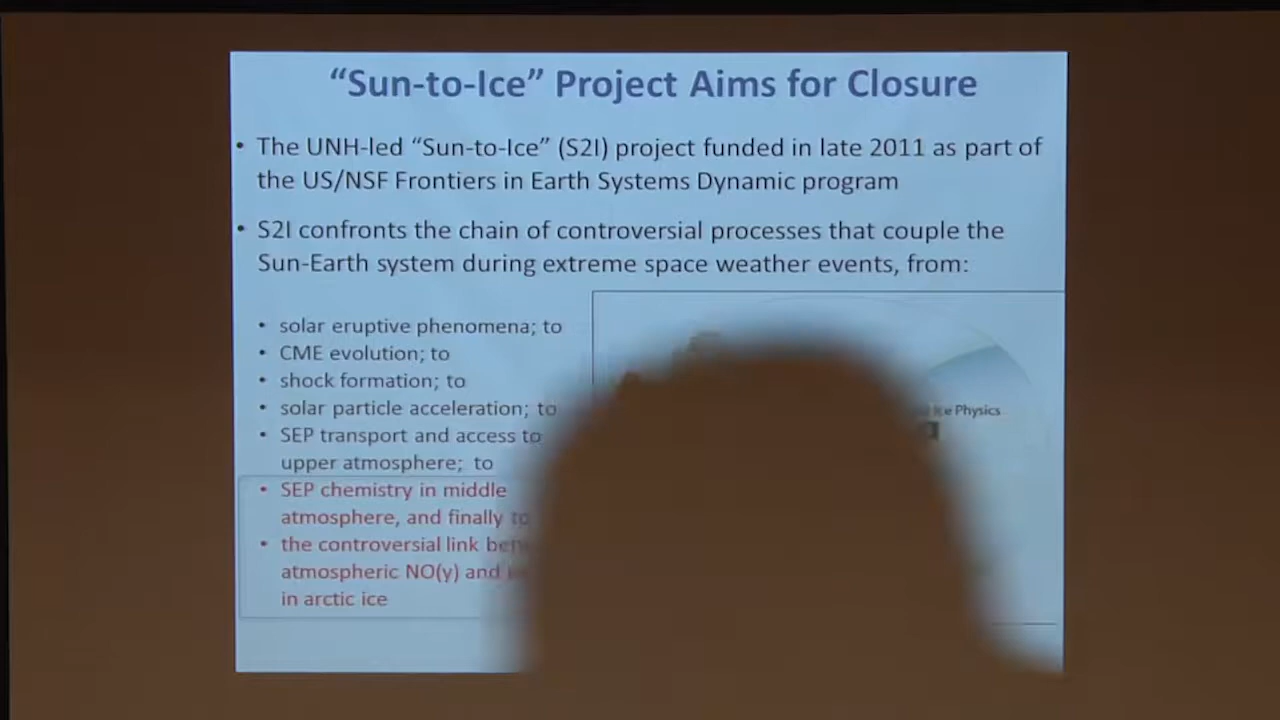 “Sun-to-Ice” Project Aims for Closure
• The UNH-led “Sun-to-Ice” (S2I) project funded in late 2011 as part of
the US/NSF Frontiers in Earth Systems Dynamic program
• S2I confronts the chain of controversial processes that couple the
Sun-Earth system during extreme space weather events, from:
• solar eruptive phenomena; to
• CME evolution; to
• shock formation; to
• solar particle acceleration; to
• SEP transport and access to
upper atmosphere; to
• SEP chemistry in middle
atmosphere, and finally to
• the controversial link
atmospheric NO(y) and
in arctic ice
Ice Physics